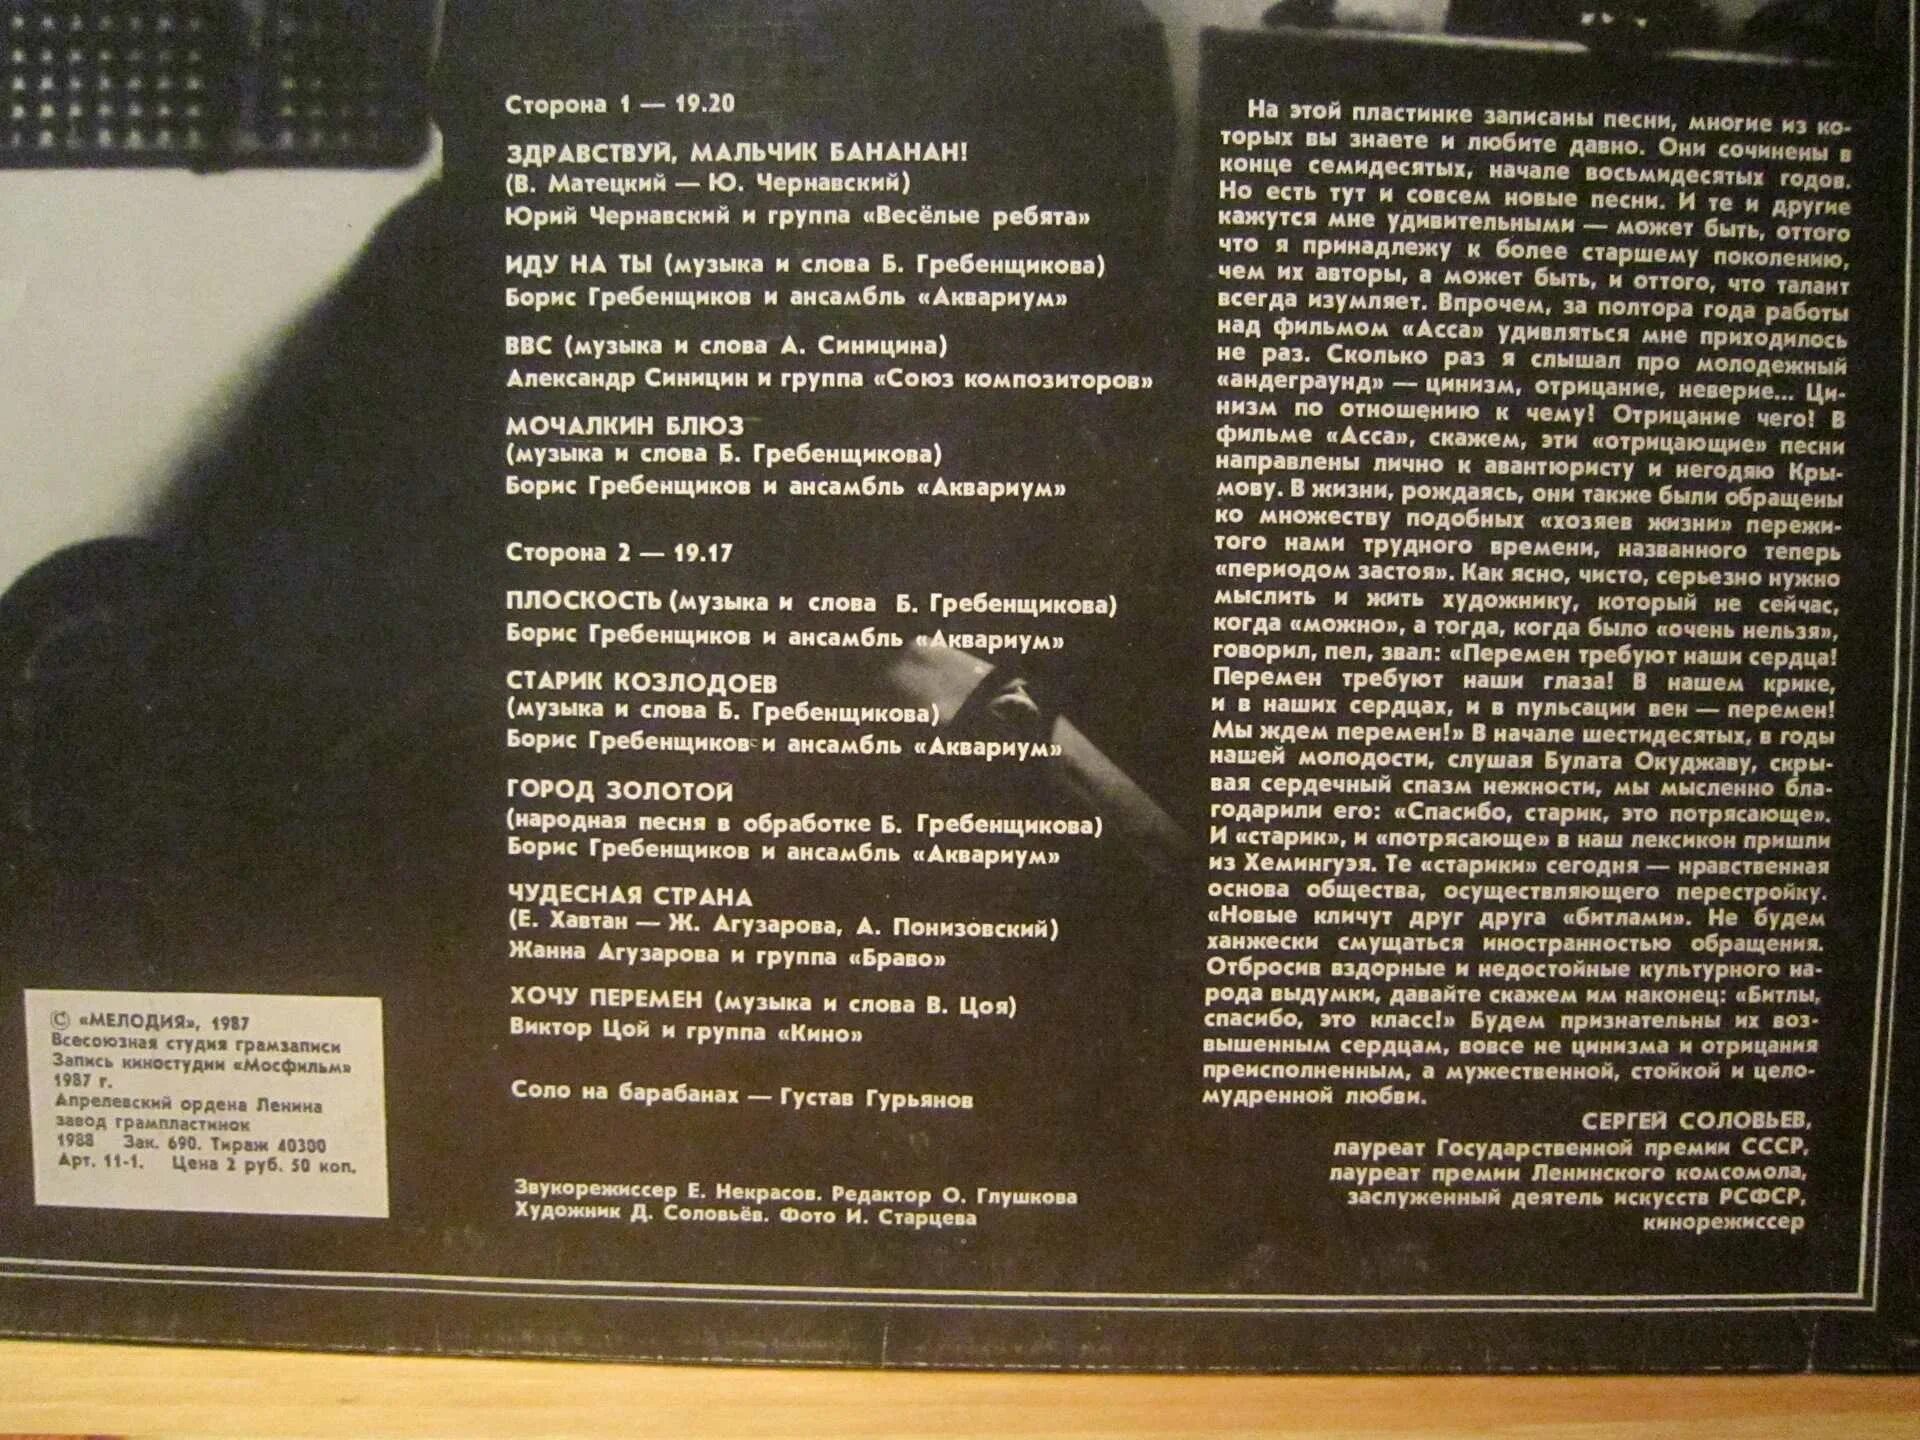 Сторона 1 — 19.20
ЗДРАВСТВУЙ, МАЛЬЧИК БАНАНАН!
(В. Матецкий — Ю. Чернавский)
Юрий Чернавский и группа «Весёлые ребята»
ИДУ НА ТЫ (музыка и слова Б. Гребенщикова)
Борис Гребенщиков и ансамбль «Аквариум»
ВВС (музыка и слова А. Синицина)
Александр Синицин и группа «Союз композиторов»
МОЧАЛКИН БЛЮЗ
(музыка и слова Б. Гребенщикова)
Борис Гребенщиков и ансамбль «Аквариум»
Сторона 2 — 19.17
ПЛОСКОСТЬ (музыка и слова Б. Гребенщикова)
Борис Гребенщиков и ансамбль «Аквариум»
СТАРИК КОЗЛОДОЕВ
(музыка и слова Б. Гребенщикова)
Борис Гребенщиков и ансамбль «Аквариум»
ГОРОД ЗОЛОТОЙ
(народная песня в обработке Б. Гребенщикова)
Борис Гребенщиков и ансамбль «Аквариум»
ЧУДЕСНАЯ СТРАНА
(Е. Хавтан — Ж. Агузарова, А. Понизовский)
Жанна Агузарова и группа «Браво»
ХОЧУ ПЕРЕМЕН (музыка и слова В. Цоя)
Виктор Цой и группа «Кино»
Соло на барабанах — Густав Гурьянов
Звукорежиссер Е. Некрасов. Редактор О. Глушкова
Художник Д. Соловьёв. Фото И. Старцева
На этой пластинке записаны песни, многие из ко-
торых вы знаете и любите давно. Они сочинены в
конце семидесятых, начале восьмидесятых годов.
Но есть тут и совсем новые песни. И те и другие
кажутся мне удивительными — может быть, оттого
что я принадлежу к более старшему поколению,
чем их авторы, а может быть, и оттого, что талант
всегда изумляет. Впрочем, за полтора года работы
над фильмом «Асса» удивляться мне приходилось
не раз. Сколько раз я слышал про молодежный
«андеграунд» — цинизм, отрицание, неверие... Ци-
низм по отношению к чему! Отрицание чего! В
фильме «Асса», скажем, эти «отрицающие» песни
направлены лично к авантюристу и негодяю Кры-
мову. В жизни, рождаясь, они также были обращены
ко множеству подобных «хозяев жизни» пережи-
того нами трудного времени, названного теперь
«периодом застоя». Как ясно, чисто, серьезно нужно
мыслить и жить художнику, который не сейчас,
когда «можно», а тогда, когда было «очень нельзя»,
говорил, пел, звал: «Перемен требуют наши сердца!
Перемен требуют наши глаза! В нашем крике,
и в наших сердцах, и в пульсации вен — перемен!
Мы ждем перемен!» В начале шестидесятых, в годы
нашей молодости, слушая Булата Окуджаву, скры-
вая сердечный спазм нежности, мы мысленно бла-
годарили его: «Спасибо, старик, это потрясающе».
И «старик», и «потрясающе» в наш лексикон пришли
из Хемингуэя. Те «старики» сегодня — нравственная
основа общества, осуществляющего перестройку.
«Новые кличут друг друга «битлами». Не будем
ханжески смущаться иностранностью обращения.
Отбросив вздорные и недостойные культурного на-
рода выдумки, давайте скажем им наконец: «Битлы,
спасибо, это класс!» Будем признательны их воз-
вышенным сердцам, вовсе не цинизма и отрицания
преисполненным, а мужественной, стойкой и цело-
мудренной любви.
СЕРГЕЙ СОЛОВЬЕВ,
лауреат Государственной премии СССР,
лауреат премии Ленинского комсомола,
заслуженный деятель искусств РСФСР,
кинорежиссер
© «МЕЛОДИЯ», 1987
Всесоюзная студия грамзаписи
Запись киностудии «Мосфильм»
1987 г.
Апрелевский ордена Ленина
завод грампластинок
1988 Зак. 690. Тираж 40300
Арт. 11-1. Цена 2 руб. 50 коп.